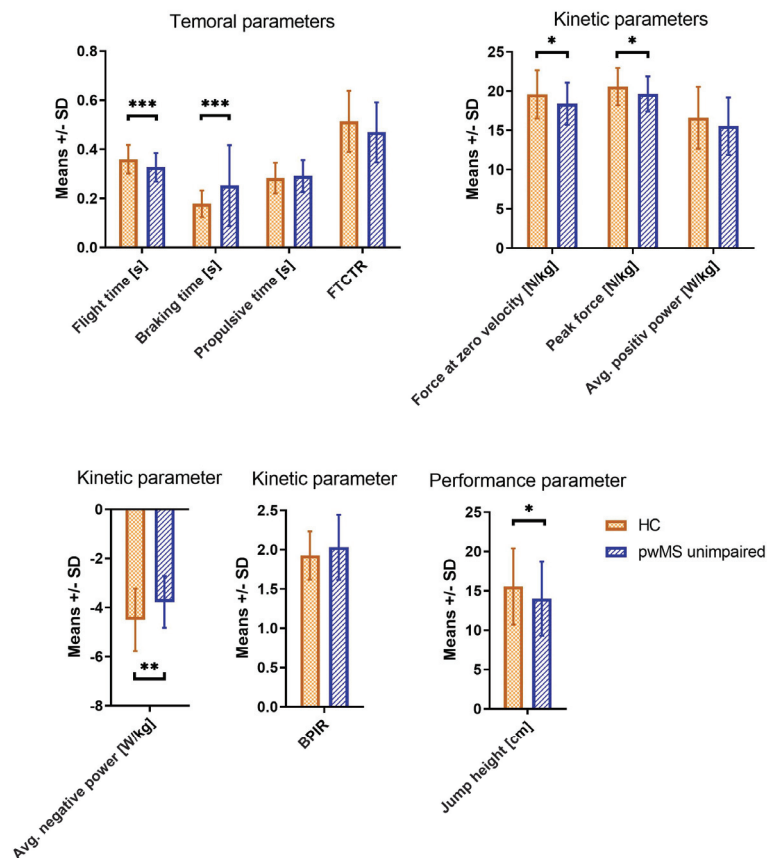 Temoral parameters
Means +/- SD
0.8
0.6
0.4
0.2
0.0
***
***
Flight time [s]
Braking time [s]
Propulsive time [s]
FTCTR
Kinetic parameters
Means +/- SD
25
20
15
10
5
0
*
*
Force at zero velocity [N/kg]
Peak force [N/kg]
Avg. positiv power [W/kg]
Kinetic parameter
Means +/- SD
0
-2
-4
-6
-8
**
Avg. negative power [W/kg]
Kinetic parameter
Means +/- SD
2.5
2.0
1.5
1.0
0.5
0.0
BPIR
Performance parameter
Means +/- SD
25
20
15
10
5
0
*
Jump height [cm]
HC
pwMS unimpaired